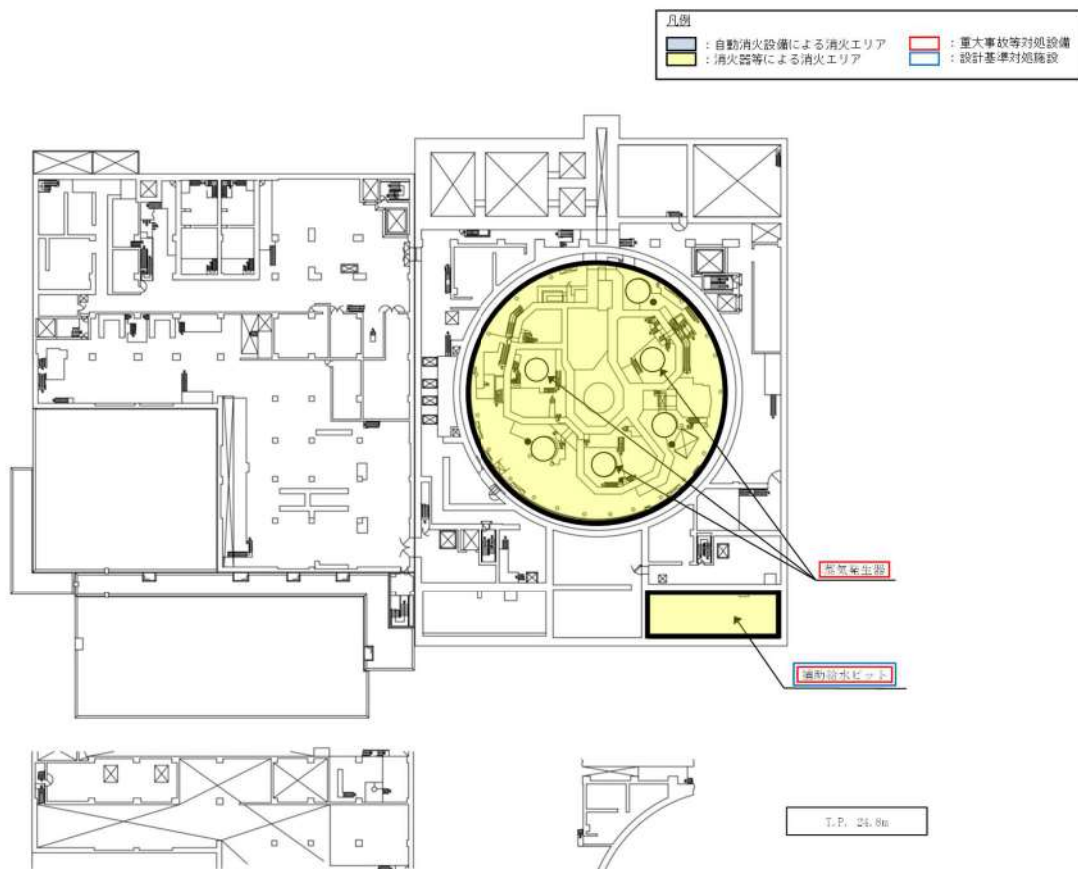 凡例
：自動消火設備による消火エリア
：重大事故等対処設備
：消火器等による消火エリア
：設計基準対処施設
蒸気発生器
補助給水ピット
T.P. 24.8m